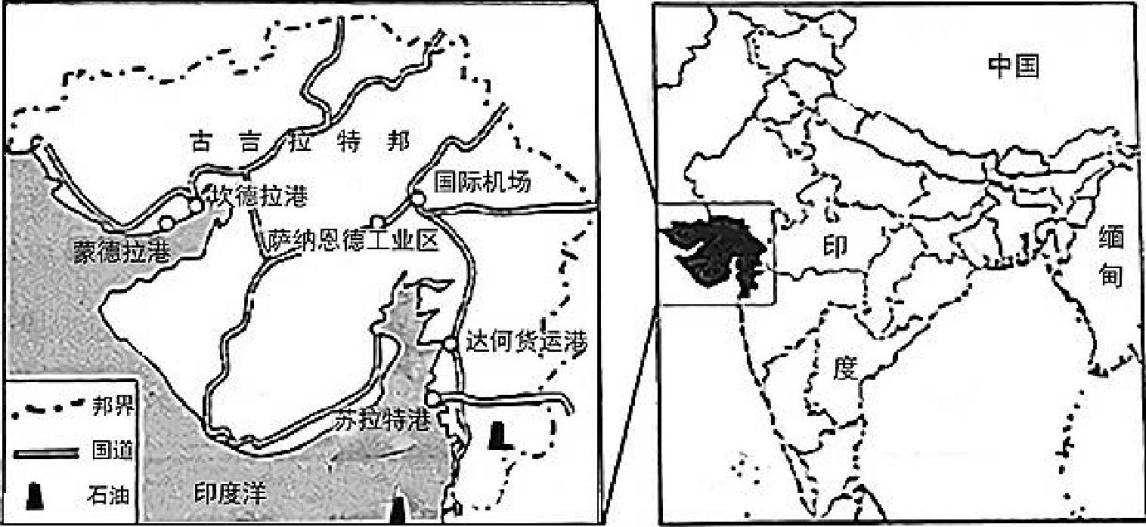 古吉拉特邦
坎德拉港
国际机场
蒙德拉港
萨纳恩德工业区
达何货运港
苏拉特港
邦界
国道
石油
印度洋
中国
印
度
缅
甸